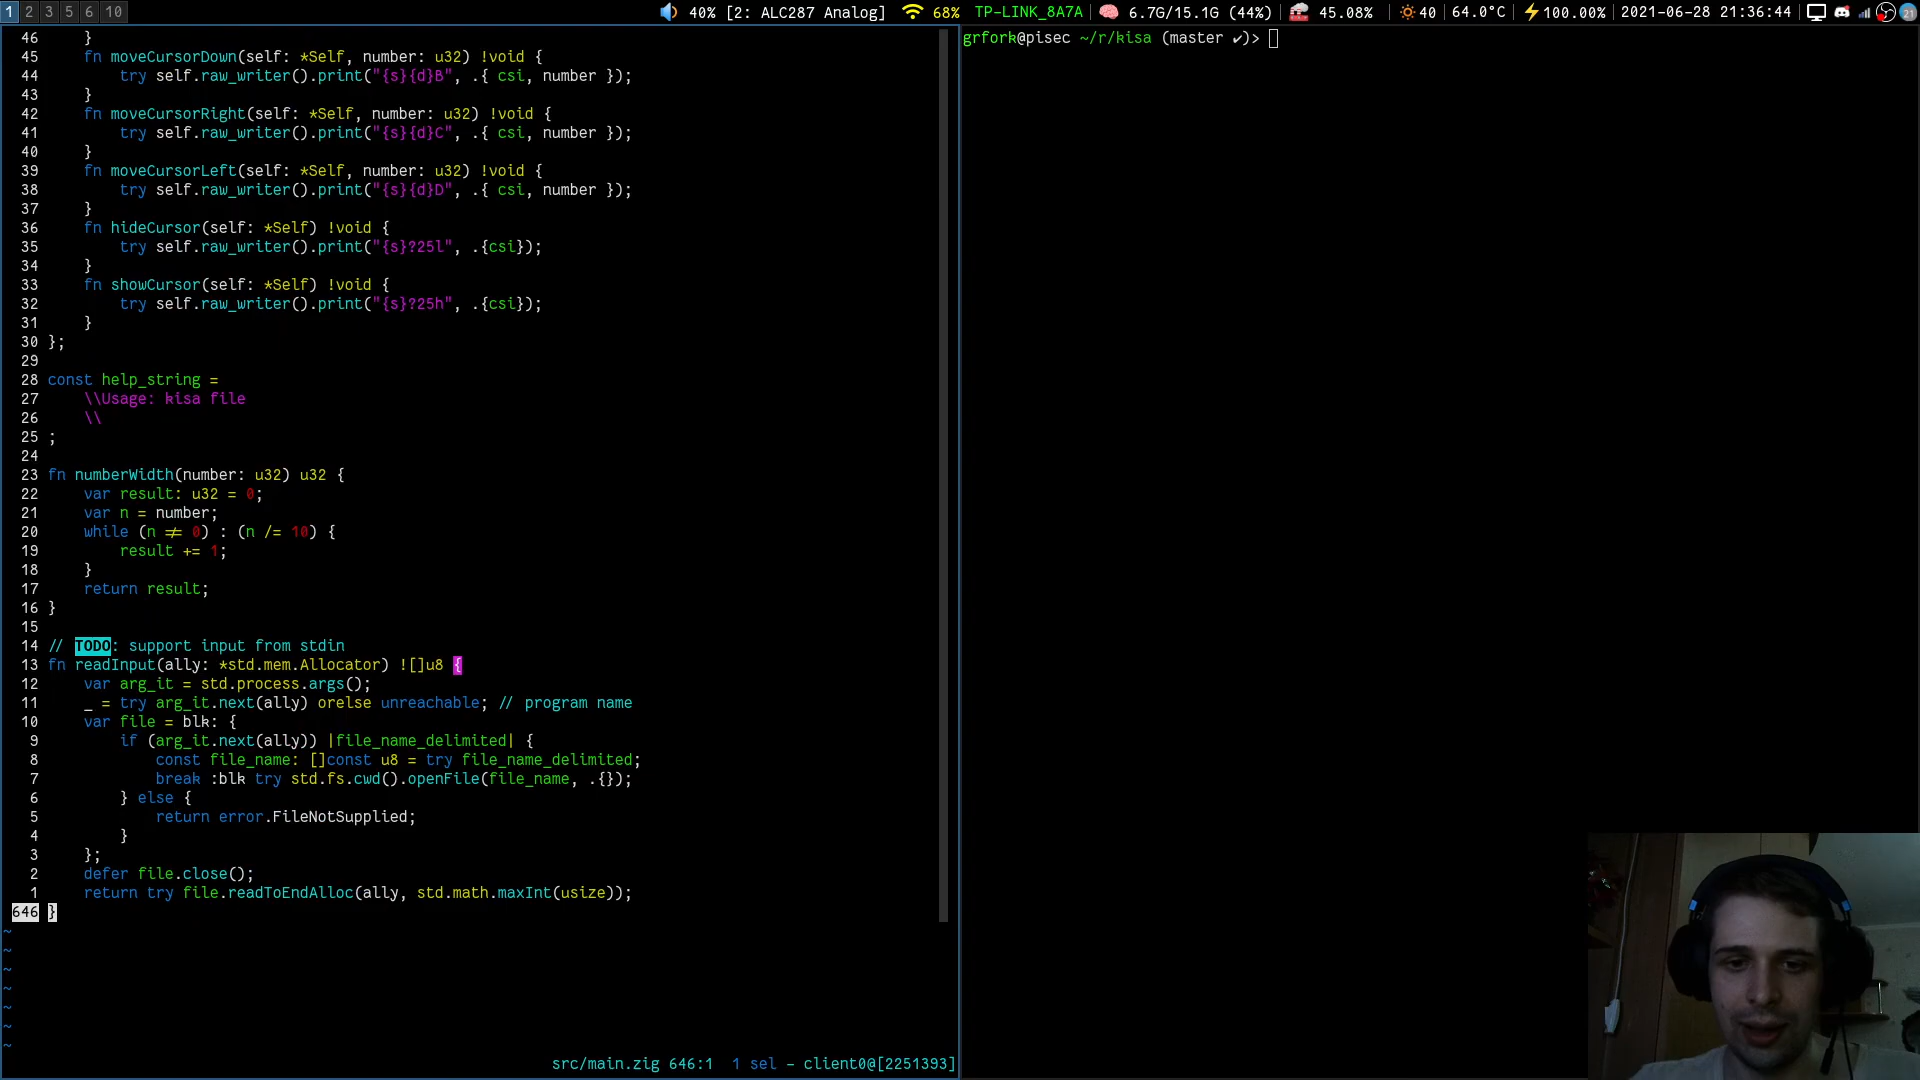 1 2 3 5 6 10
40% [2: ALC287 Analog] 68% TP-LINK_8A7A 6.7G/15.1G (44%) 45.08% 40 64.0°C 100.00% 2021-06-28 21:36:44 21
46 }
45 fn moveCursorDown(self: *Self, number: u32) !void {
44 try self.raw_writer().print("{s}{d}B", .{ csi, number });
43 }
42 fn moveCursorRight(self: *Self, number: u32) !void {
41 try self.raw_writer().print("{s}{d}C", .{ csi, number });
40 }
39 fn moveCursorLeft(self: *Self, number: u32) !void {
38 try self.raw_writer().print("{s}{d}D", .{ csi, number });
37 }
36 fn hideCursor(self: *Self) !void {
35 try self.raw_writer().print("{s}?25l", .{csi});
34 }
33 fn showCursor(self: *Self) !void {
32 try self.raw_writer().print("{s}?25h", .{csi});
31 }
30 };
29
28 const help_string =
27 \\Usage: kisa file
26 \\
25 ;
24
23 fn numberWidth(number: u32) u32 {
22 var result: u32 = 0;
21 var n = number;
20 while (n ≠ 0) : (n /= 10) {
19 result += 1;
18 }
17 return result;
16 }
15
14 // TODO: support input from stdin
13 fn readInput(ally: *std.mem.Allocator) ![]u8 {
12 var arg_it = std.process.args();
11 _ = try arg_it.next(ally) orelse unreachable; // program name
10 var file = blk: {
9 if (arg_it.next(ally)) |file_name_delimited| {
8 const file_name: []const u8 = try file_name_delimited;
7 break :blk try std.fs.cwd().openFile(file_name, .{});
6 } else {
5 return error.FileNotSupplied;
4 }
3 };
2 defer file.close();
1 return try file.readToEndAlloc(ally, std.math.maxInt(usize));
646 }
~
~
~
~
~
~
~
src/main.zig 646:1 1 sel - client0@[2251393]
grfork@pisec ~/r/kisa (master ✔)>